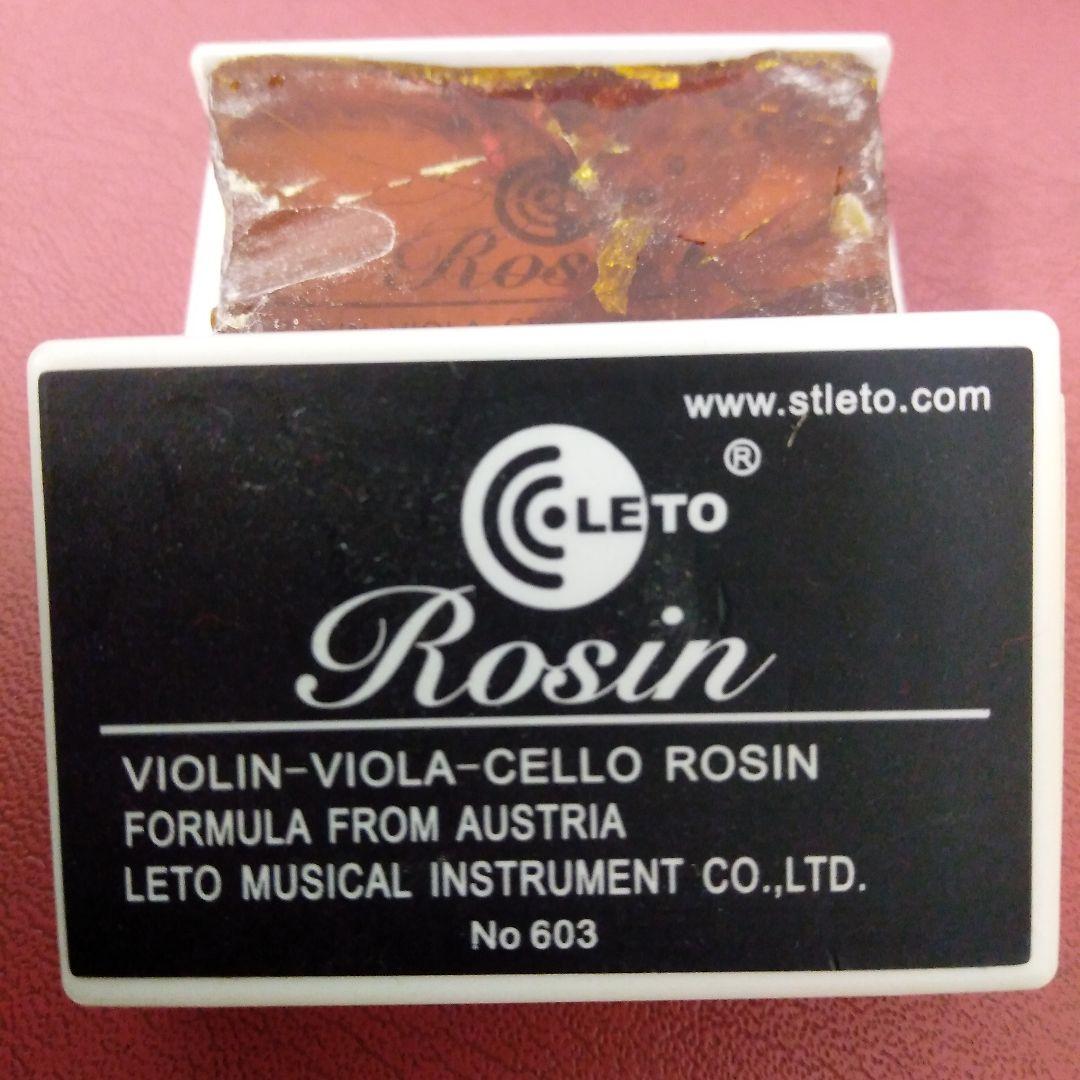 Rosin
www.stleto.com
LETO ®
Rosin
VIOLIN-VIOLA-CELLO ROSIN
FORMULA FROM AUSTRIA
LETO MUSICAL INSTRUMENT CO.,LTD.
No 603